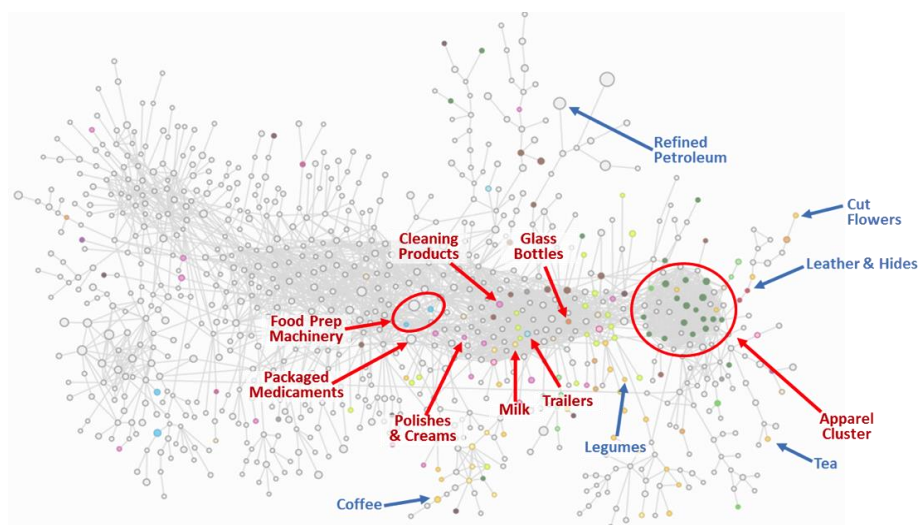 Refined
Petroleum
Cut
Flowers
Cleaning
Products
Glass
Bottles
Leather & Hides
Food Prep
Machinery
Packaged
Medicaments
Polishes
& Creams
Milk
Trailers
Apparel
Cluster
Legumes
Tea
Coffee